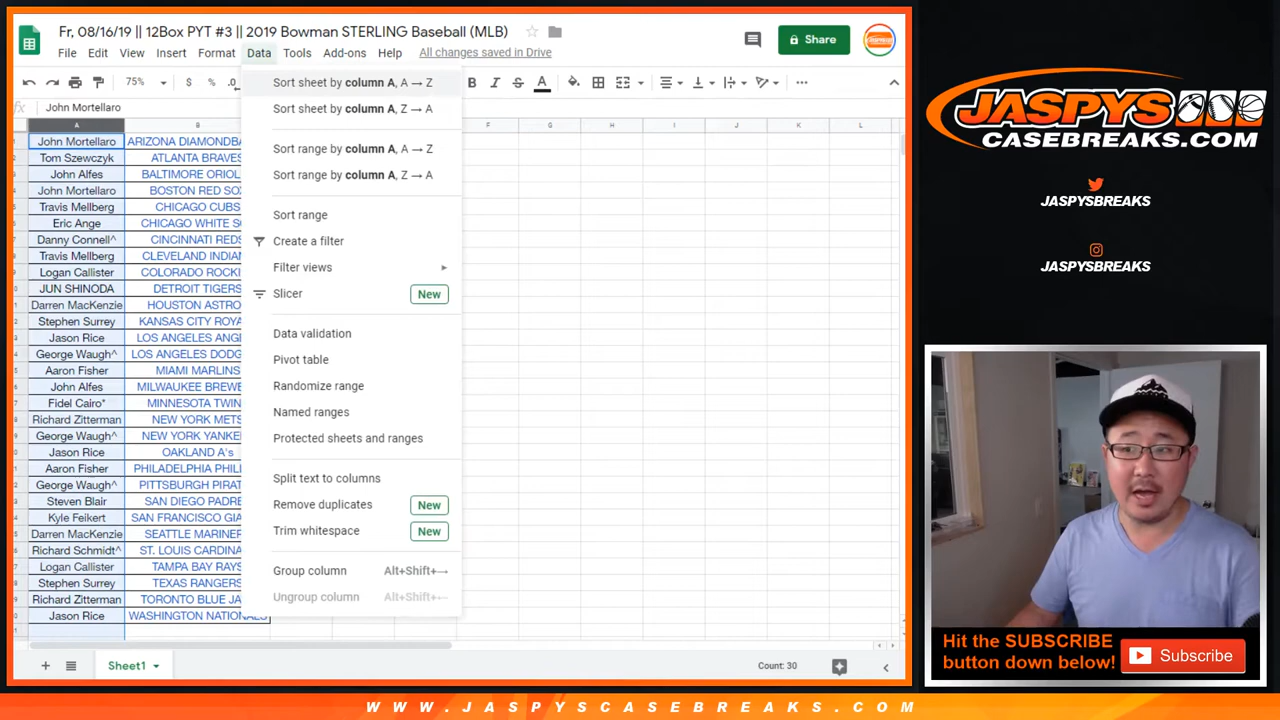 Fr, 08/16/19 || 12Box PYT #3 || 2019 Bowman STERLING Baseball (MLB)
File Edit View Insert Format Data Tools Add-ons Help All changes saved in Drive
Share
75% $ % .0 B I S A
fx John Mortellaro
A B F G H I J K L
John Mortellaro ARIZONA DIAMONDBA
Tom Szewczyk ATLANTA BRAVES
John Alfes BALTIMORE ORIOL
John Mortellaro BOSTON RED SOX
Travis Mellberg CHICAGO CUBS
Eric Ange CHICAGO WHITE S
Danny Connell^ CINCINNATI REDS
Travis Mellberg CLEVELAND INDIAN
Logan Callister COLORADO ROCKI
JUN SHINODA DETROIT TIGERS
Darren MacKenzie HOUSTON ASTRO
Stephen Surrey KANSAS CITY ROYA
Jason Rice LOS ANGELES ANG
George Waugh^ LOS ANGELES DODG
Aaron Fisher MIAMI MARLINS
John Alfes MILWAUKEE BREWE
Fidel Cairo* MINNESOTA TWIN
Richard Zitterman NEW YORK METS
George Waugh^ NEW YORK YANKE
Jason Rice OAKLAND A's
Aaron Fisher PHILADELPHIA PHILL
George Waugh^ PITTSBURGH PIRAT
Steven Blair SAN DIEGO PADRE
Kyle Feikert SAN FRANCISCO GIA
Darren MacKenzie SEATTLE MARINER
Richard Schmidt^ ST. LOUIS CARDINA
Logan Callister TAMPA BAY RAYS
Stephen Surrey TEXAS RANGERS
Richard Zitterman TORONTO BLUE JA
Jason Rice WASHINGTON NATIONALS
Sort sheet by column A, A → Z
Sort sheet by column A, Z → A
Sort range by column A, A → Z
Sort range by column A, Z → A
Sort range
Create a filter
Filter views
Slicer New
Data validation
Pivot table
Randomize range
Named ranges
Protected sheets and ranges
Split text to columns
Remove duplicates New
Trim whitespace New
Group column Alt+Shift+→
Ungroup column Alt+Shift+←
Sheet1
Count: 30
JASPYS
CASEBREAKS.COM
JASPYSBREAKS
JASPYSBREAKS
Hit the SUBSCRIBE
button down below!
Subscribe
WWW.JASPYSCASEBREAKS.COM